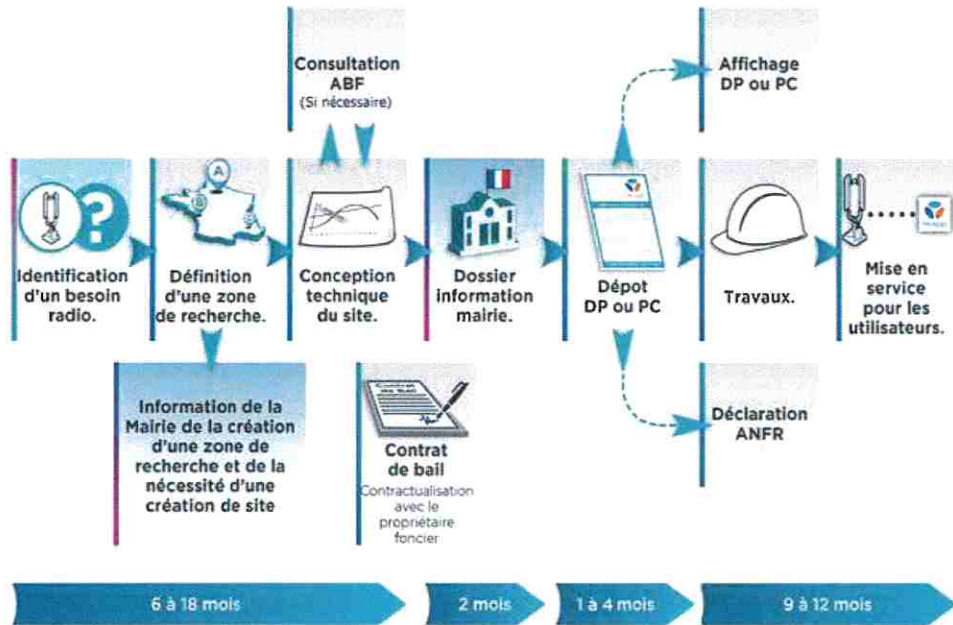 Consultation
ABF
(Si nécessaire)
Affichage
DP ou PC
A
Identification
d'un besoin
radio.
Définition
d'une zone
de recherche.
Conception
technique
du site.
Dossier
information
mairie.
Dépot
DP ou PC
Travaux.
Mise en
service
pour les
utilisateurs.
Information de la
Mairie de la création
d'une zone de
recherche et de la
nécessité d'une
création de site
Contrat
de bail
Contrat
de bail
Contractualisation
avec le
propriétaire
foncier
Déclaration
ANFR
6 à 18 mois
2 mois
1 à 4 mois
9 à 12 mois